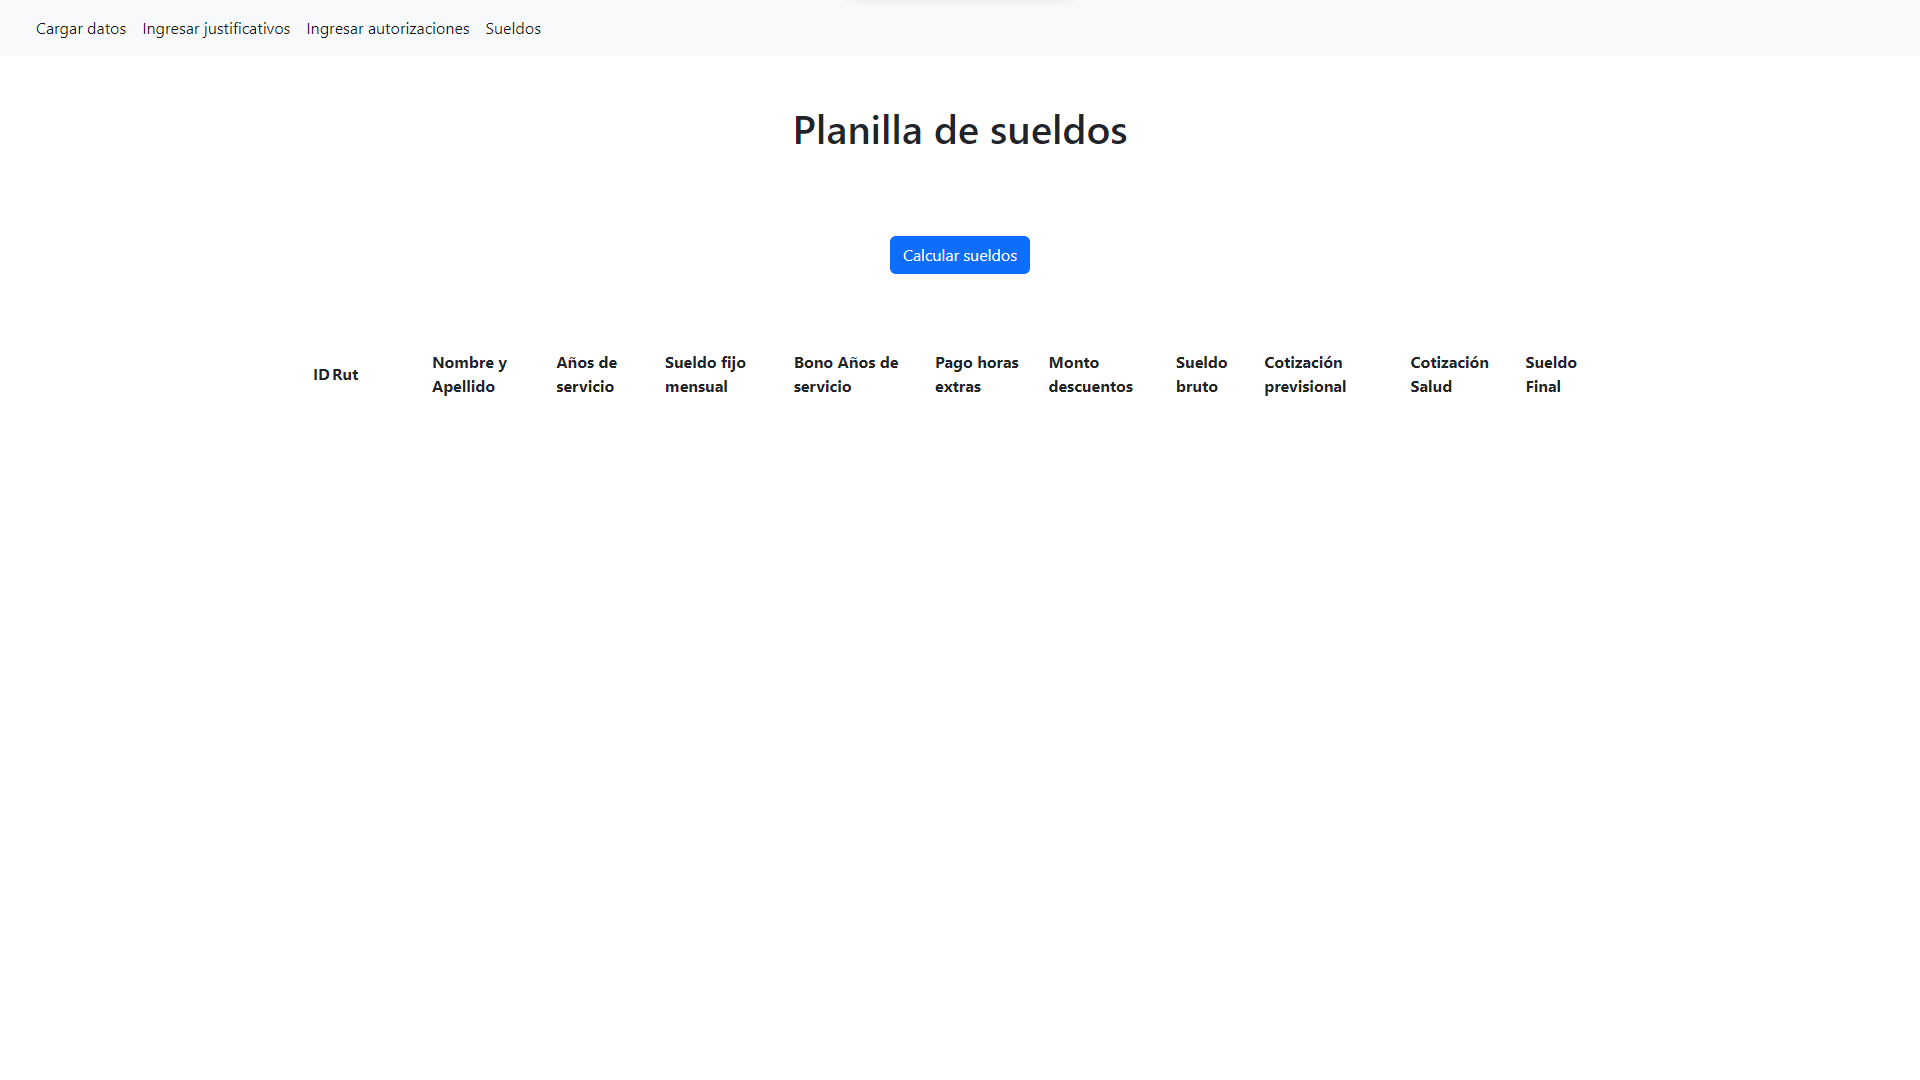 Cargar datos Ingresar justificativos Ingresar autorizaciones Sueldos
Planilla de sueldos
Calcular sueldos
ID Rut
Nombre y
Apellido
Años de
servicio
Sueldo fijo
mensual
Bono Años de
servicio
Pago horas
extras
Monto
descuentos
Sueldo
bruto
Cotización
previsional
Cotización
Salud
Sueldo
Final